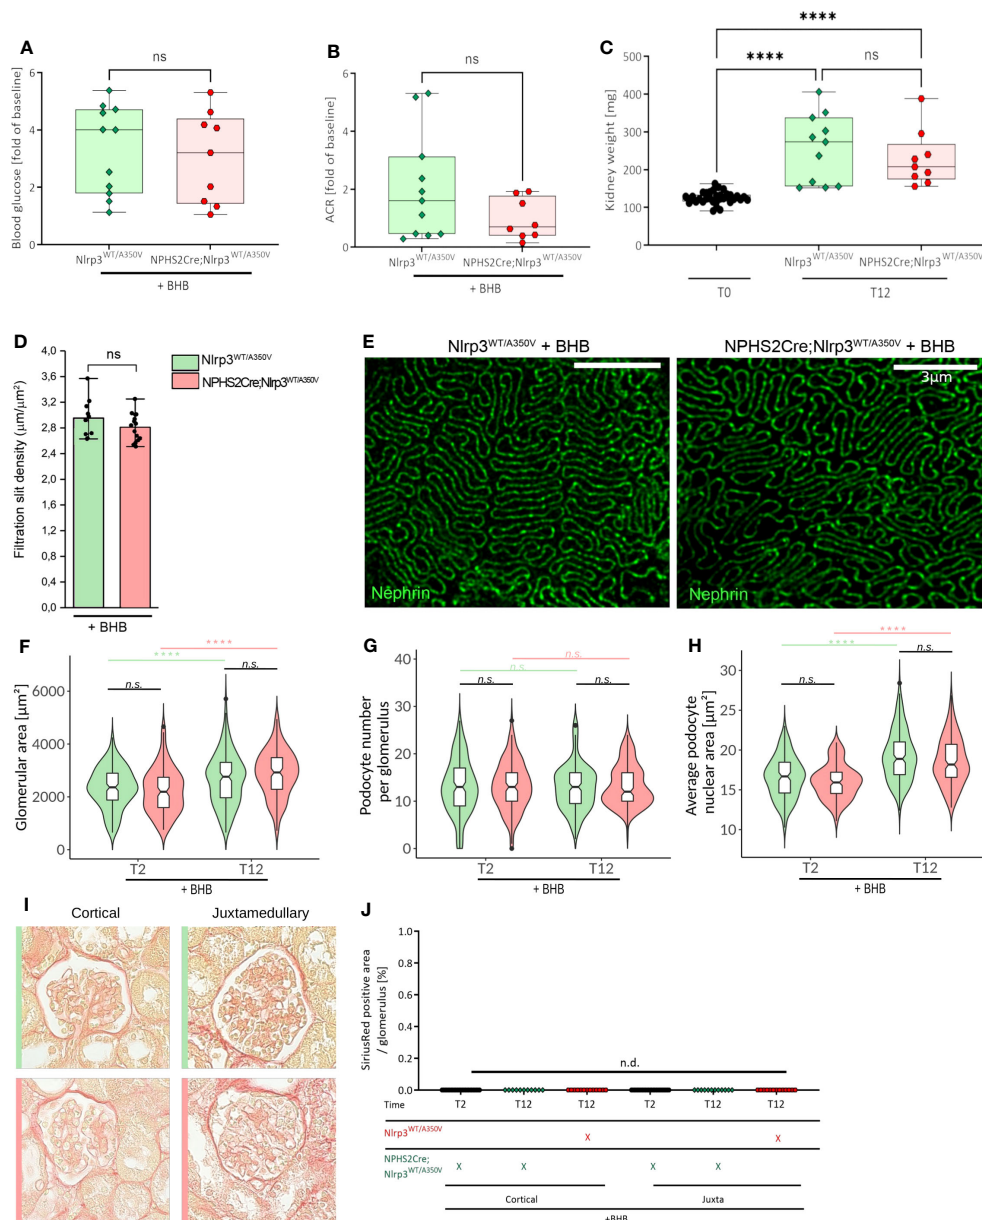 A
ns
Blood glucose [fold of baseline]
6
4
2
0
Nlrp3WT/A350V
NPHS2Cre;Nlrp3WT/A350V
+ BHB
B
ns
ACR [fold of baseline]
6
4
2
0
Nlrp3WT/A350V
NPHS2Cre;Nlrp3WT/A350V
+ BHB
C
****
****
ns
Kidney weight [mg]
500
400
300
200
100
0
Nlrp3WT/A350V
NPHS2Cre;Nlrp3WT/A350V
T0
T12
D
ns
Filtration slit density (µm/µm²)
4,0
3,6
3,2
2,8
2,4
2,0
1,6
1,2
0,8
0,4
0,0
+ BHB
Nlrp3WT/A350V
NPHS2Cre;Nlrp3WT/A350V
E
Nlrp3WT/A350V + BHB
NPHS2Cre;Nlrp3WT/A350V + BHB
3µm
Nephrin
Nephrin
F
****
****
n.s.
n.s.
Glomerular area [µm²]
6000
4000
2000
0
T2
T12
+ BHB
G
n.s.
n.s.
n.s.
n.s.
Podocyte number
per glomerulus
40
30
20
10
0
T2
T12
+ BHB
H
****
****
n.s.
n.s.
Average podocyte
nuclear area [µm²]
30
25
20
15
10
T2
T12
+ BHB
I
Cortical
Juxtamedullary
J
SiriusRed positive area
/ glomerulus [%]
1.0
0.8
0.6
0.4
0.2
0.0
n.d.
Time
T2
T12
T12
T2
T12
T12
Nlrp3WT/A350V
X
X
NPHS2Cre;
Nlrp3WT/A350V
X
X
X
X
Cortical
Juxta
+BHB